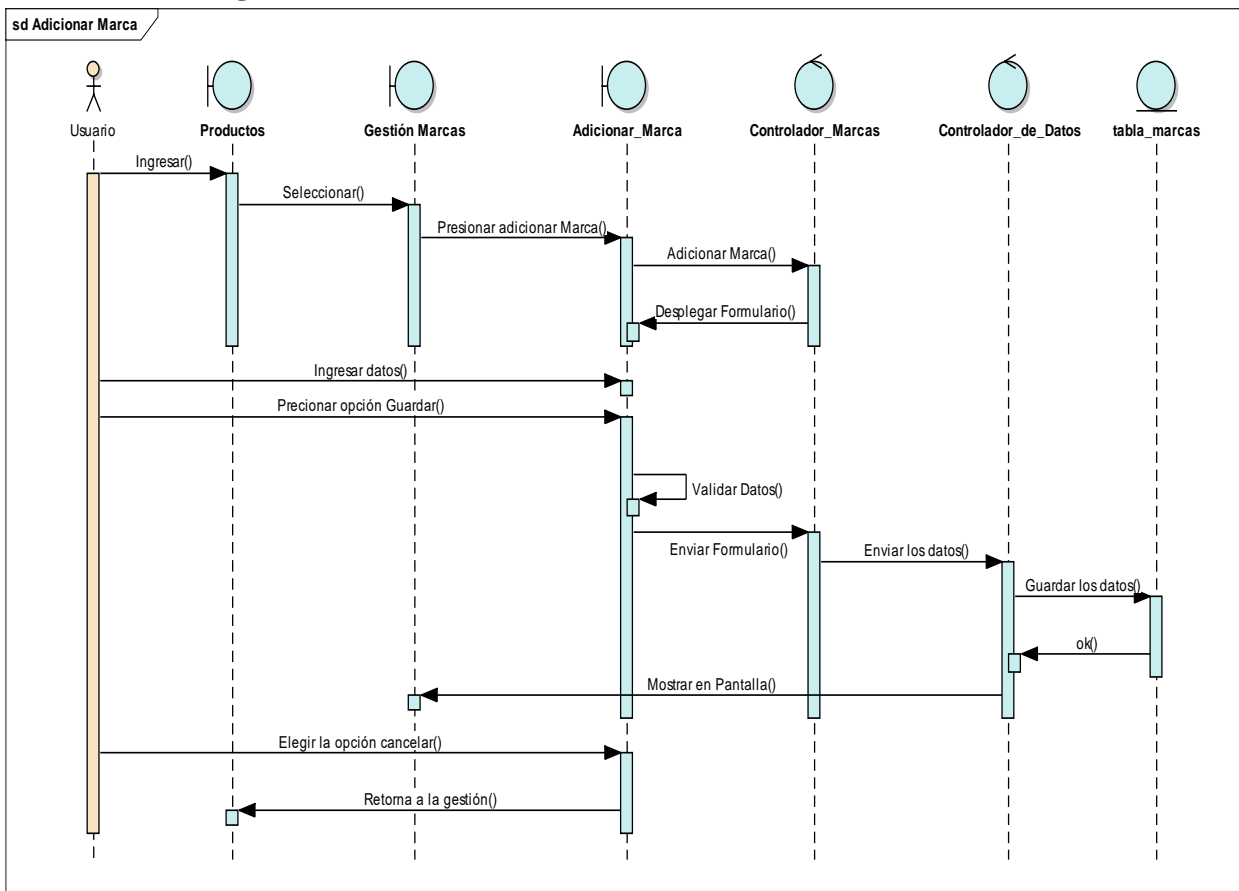 sd Adicionar Marca
Usuario
Productos
Gestión Marcas
Adicionar_Marca
Controlador_Marcas
Controlador_de_Datos
tabla_marcas
Ingresar()
Seleccionar()
Presionar adicionar Marca()
Adicionar Marca()
Desplegar Formulario()
Ingresar datos()
Precionar opción Guardar()
Validar Datos()
Enviar Formulario()
Enviar los datos()
Guardar los datos()
ok()
Mostrar en Pantalla()
Elegir la opción cancelar()
Retorna a la gestión()